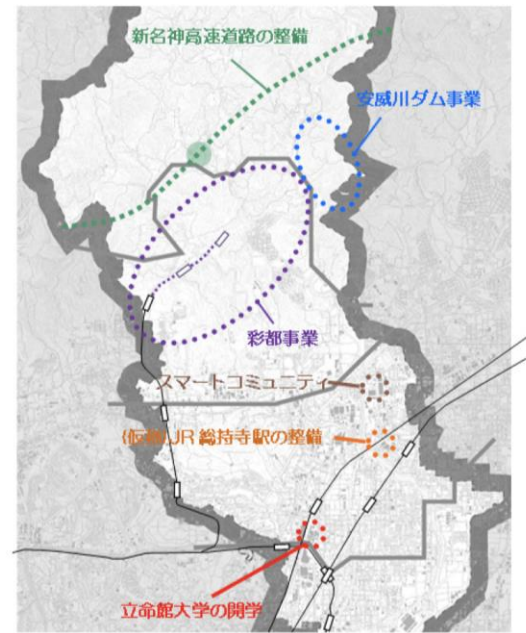 新名神高速道路の整備
安威川ダム事業
彩都事業
スマートコミュニティ
(仮称)JR総持寺駅の整備
立命館大学の開学